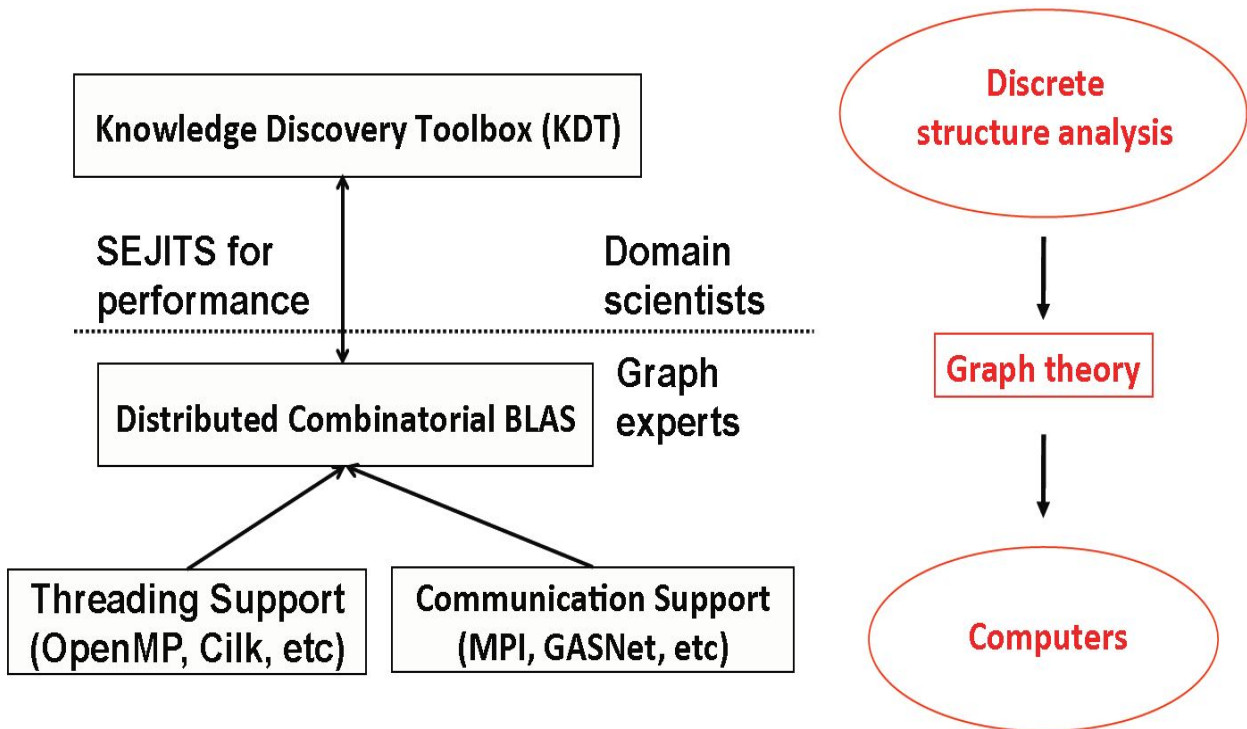 Knowledge Discovery Toolbox (KDT)
SEJITS for
performance
Domain
scientists
Distributed Combinatorial BLAS
Graph
experts
Threading Support
(OpenMP, Cilk, etc)
Communication Support
(MPI, GASNet, etc)
Discrete
structure analysis
Graph theory
Computers